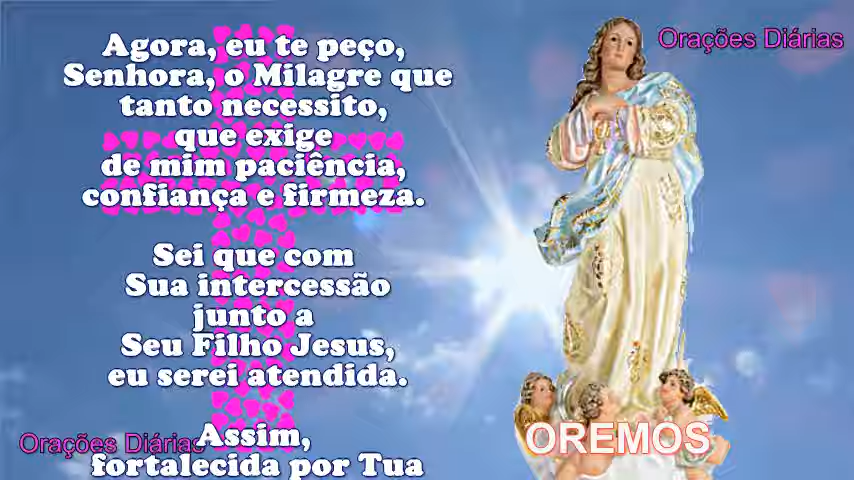 Agora, eu te peço,
Senhora, o Milagre que
tanto necessito,
que exige
de mim paciência,
confiança e firmeza.
Sei que com
Sua intercessão
junto a
Seu Filho Jesus,
eu serei atendida.
Assim,
fortalecida por Tua
Orações Diárias
Orações Diárias
OREMOS